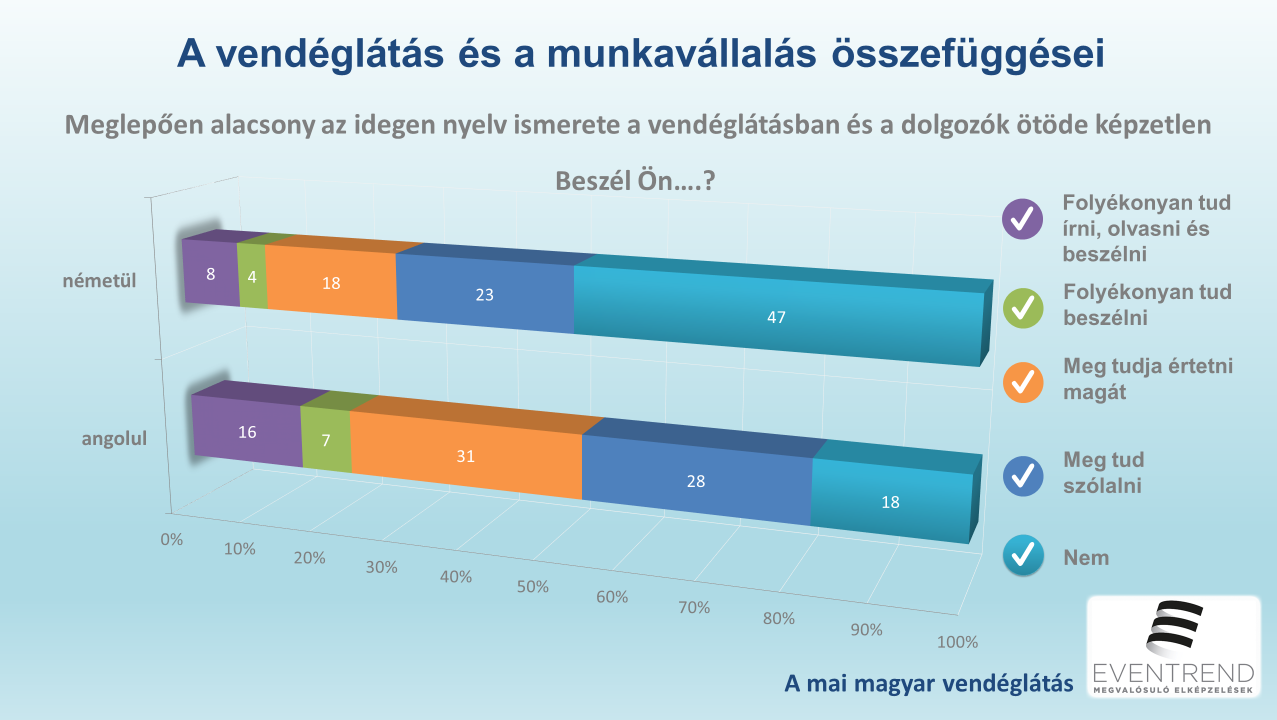 A vendéglátás és a munkavállalás összefüggései
Meglepően alacsony az idegen nyelv ismerete a vendéglátásban és a dolgozók ötöde képzetlen
Beszél Ön....?
németül
8 4 18 23 47
angolul
16 7 31 28 18
0% 10% 20% 30% 40% 50% 60% 70% 80% 90% 100%
Folyékonyan tud
írni, olvasni és
beszélni
Folyékonyan tud
beszélni
Meg tudja értetni
magát
Meg tud
szólalni
Nem
A mai magyar vendéglátás
EVENTREND
MEGVALÓSULÓ ELKÉPZELÉSEK